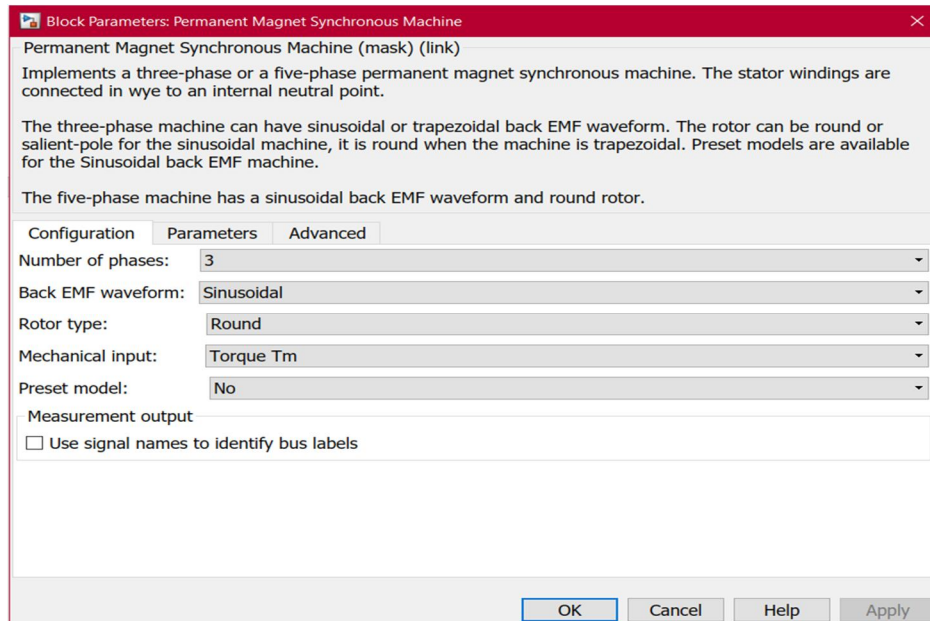 Block Parameters: Permanent Magnet Synchronous Machine
Permanent Magnet Synchronous Machine (mask) (link)
Implements a three-phase or a five-phase permanent magnet synchronous machine. The stator windings are
connected in wye to an internal neutral point.
The three-phase machine can have sinusoidal or trapezoidal back EMF waveform. The rotor can be round or
salient-pole for the sinusoidal machine, it is round when the machine is trapezoidal. Preset models are available
for the Sinusoidal back EMF machine.
The five-phase machine has a sinusoidal back EMF waveform and round rotor.
Configuration Parameters Advanced
Number of phases: 3
Back EMF waveform: Sinusoidal
Rotor type: Round
Mechanical input: Torque Tm
Preset model: No
Measurement output
Use signal names to identify bus labels
OK Cancel Help Apply